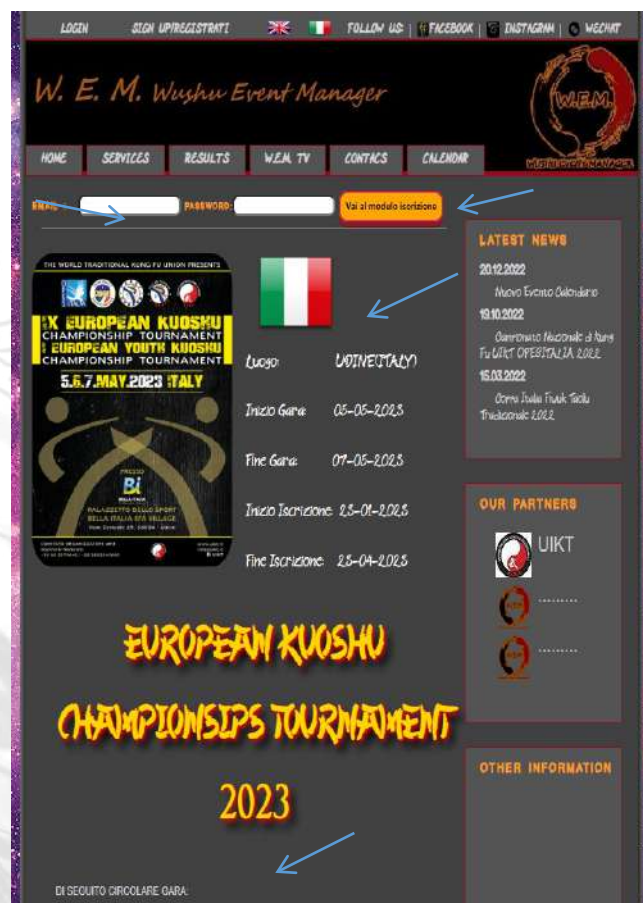 LOGIN SIGN UP/REGISTRATI FOLLOW US: | FACEBOOK | INSTAGRAM | WECHAT
W. E. M. Wushu Event Manager
W.E.M.
WUSHU EVENT MANAGER
HOME SERVICES RESULTS W.E.M. TV CONTACS CALENDAR
EMAIL : PASSWORD: Vai al modulo iscrizione
THE WORLD TRADITIONAL KUNG FU UNION PRESENTS
IX EUROPEAN KUOSHU
CHAMPIONSHIP TOURNAMENT
EUROPEAN YOUTH KUOSHU
CHAMPIONSHIP TOURNAMENT
5.6.7.MAY.2023 ITALY
PRESSO
Bi
BELLA ITALIA
PALAZZETTO DELLO SPORT
BELLA ITALIA EFA VILLAGE
Luogo: UDINE(ITALY)
Inizio Gara: 05-05-2023
Fine Gara: 07-05-2023
Inizio Iscrizione: 23-01-2023
Fine Iscrizione: 23-04-2023
EUROPEAN KUOSHU
CHAMPIONSIPS TOURNAMENT
2023
DI SEGUITO CIRCOLARE GARA:
LATEST NEWS
20.12.2022
Nuovo Evento Calendario
19.10.2022
Campionato Nazionale di Kung
Fu UIKT OPES ITALIA 2022
15.03.2022
Coppa Italia Fiwuk Taolu
Tradizionale 2022
OUR PARTNERS
UIKT
.........
.........
OTHER INFORMATION